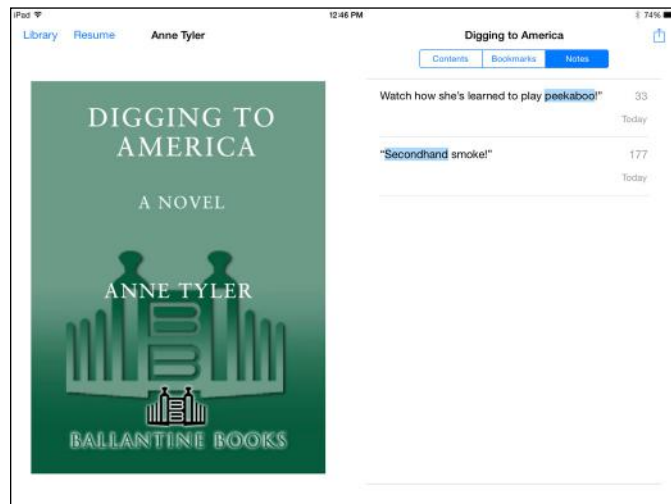 iPad 12:46 PM 74%
Library Resume Anne Tyler Digging to America
Contents Bookmarks Notes
DIGGING TO
AMERICA
A NOVEL
ANNE TYLER
BALLANTINE BOOKS
Watch how she's learned to play peekaboo!” 33
Today
“Secondhand smoke!” 177
Today